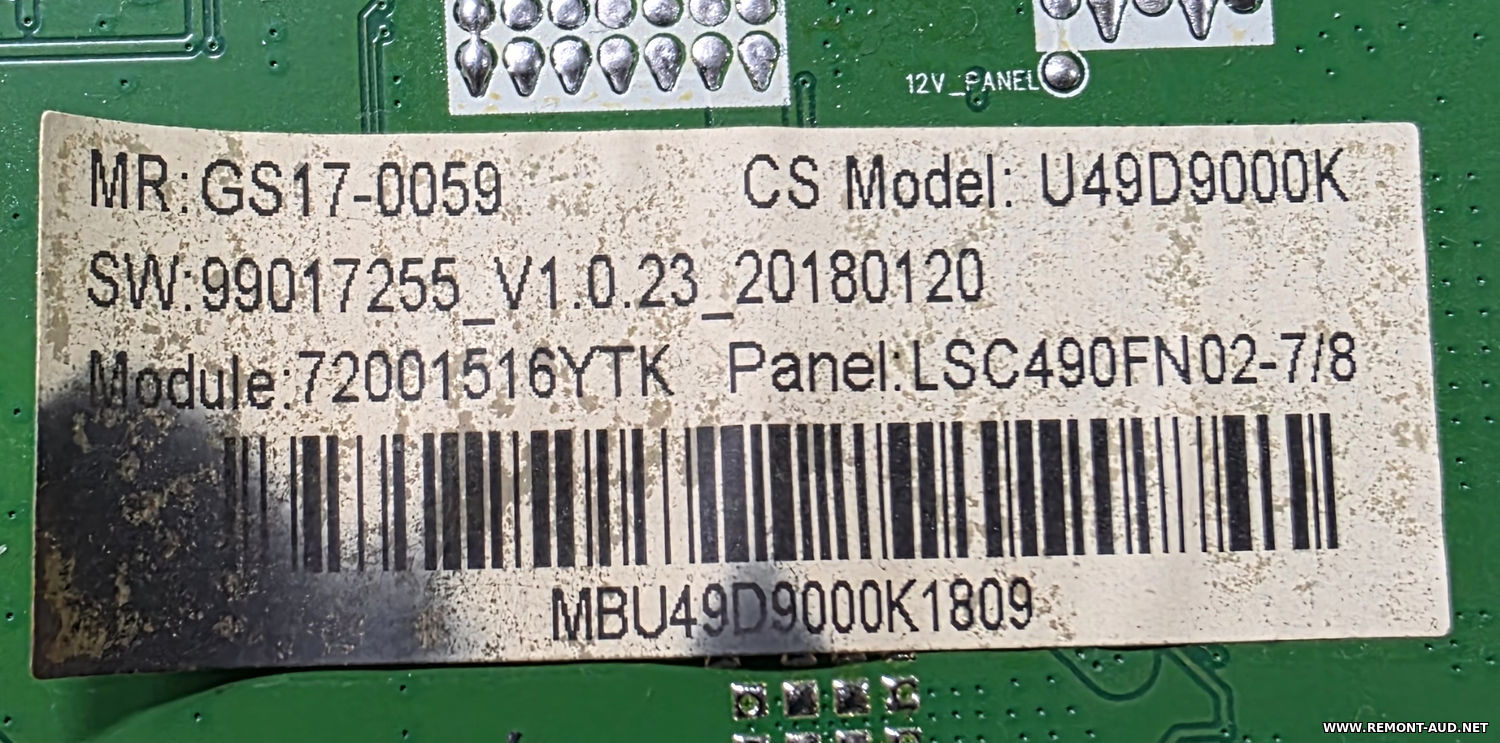 12V_PANEL
MR:GS17-0059 CS Model: U49D9000K
SW:99017255_V1.0.23_20180120
Module:72001516YTK Panel:LSC490FN02-7/8
MBU49D9000K1809
WWW.REMONT-AUD.NET